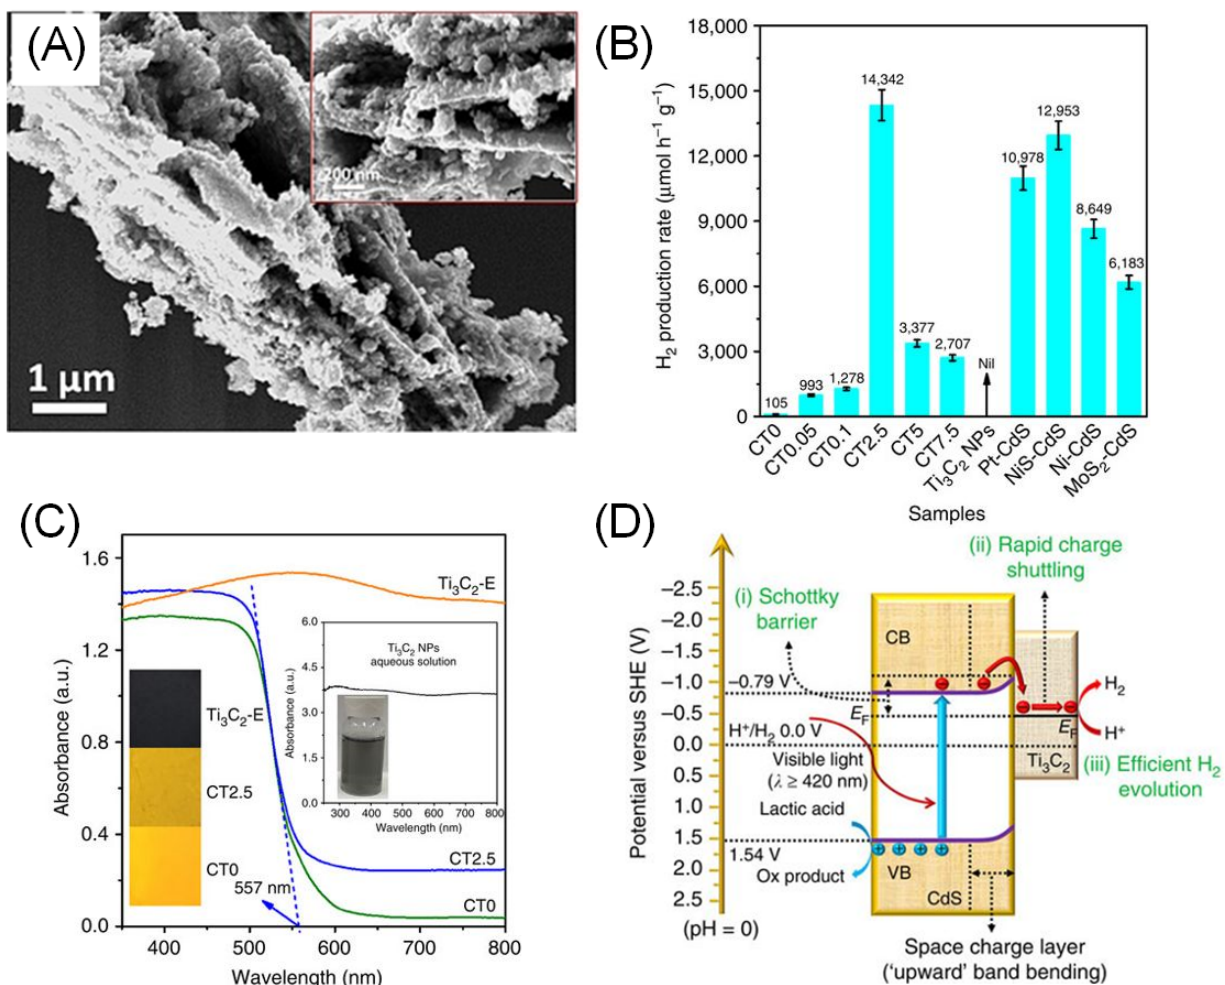 (A)
200 nm
1 µm
(B)
H₂ production rate (µmol h⁻¹ g⁻¹)
18,000
15,000
12,000
9,000
6,000
3,000
0
105
993
1,278
14,342
3,377
2,707
Nil
10,978
12,953
8,649
6,183
CT0
CT0.05
CT0.1
CT2.5
CT5
CT7.5
Ti₃C₂ NPs
Pt-CdS
NiS-CdS
Ni-CdS
MoS₂-CdS
Samples
(C)
Absorbance (a.u.)
1.6
1.2
0.8
0.4
0.0
400
500
600
700
800
Wavelength (nm)
Ti₃C₂-E
CT2.5
CT0
557 nm
Ti₃C₂-E
CT2.5
CT0
Ti₃C₂ NPs
aqueous solution
Absorbance (a.u.)
6.0
4.5
3.0
1.5
0.0
300
400
500
600
700
800
Wavelength (nm)
(D)
Potential versus SHE (V)
–2.5
–2.0
–1.5
–1.0
–0.5
0.0
0.5
1.0
1.5
2.0
2.5
(pH = 0)
(i) Schottky
barrier
(ii) Rapid charge
shuttling
(iii) Efficient H₂
evolution
–0.79 V
H⁺/H₂ 0.0 V
Visible light
(λ ≥ 420 nm)
Lactic acid
1.54 V
Ox product
CB
E_F
VB
CdS
E_F
Ti₃C₂
H₂
H⁺
Space charge layer
('upward' band bending)